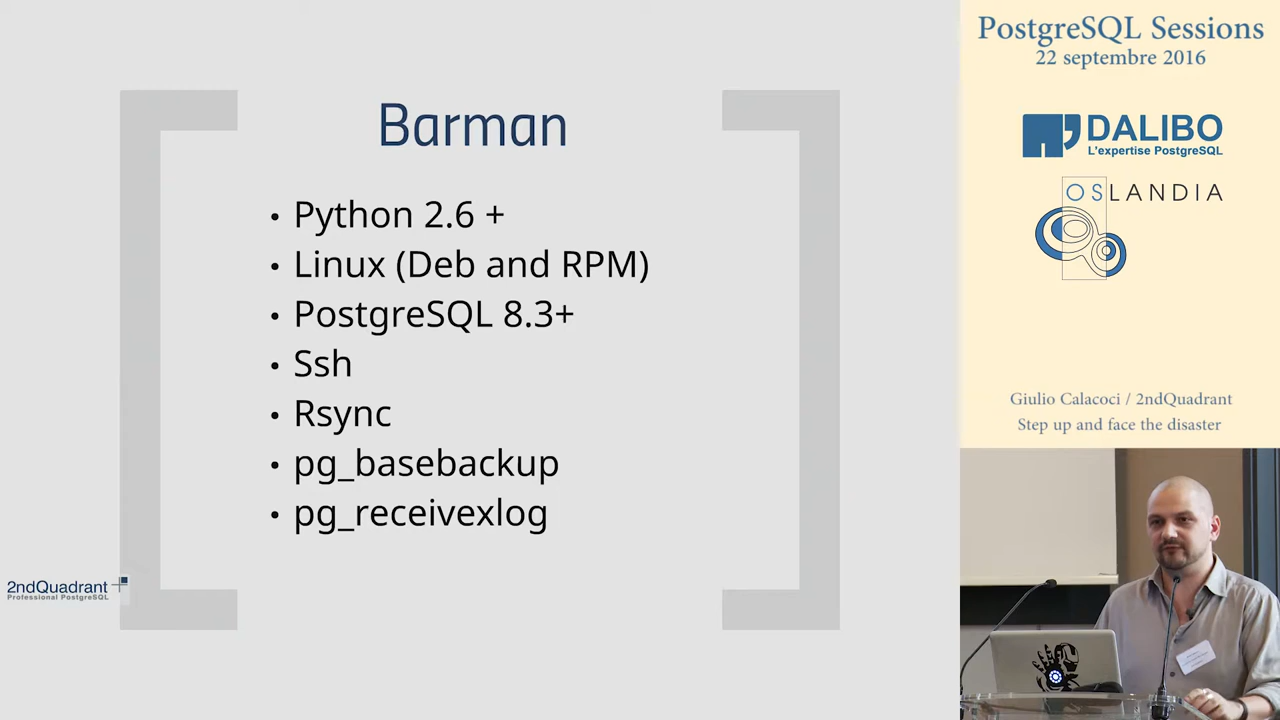 Barman
• Python 2.6 +
• Linux (Deb and RPM)
• PostgreSQL 8.3+
• Ssh
• Rsync
• pg_basebackup
• pg_receivexlog
2ndQuadrant
Professional PostgreSQL
PostgreSQL Sessions
22 septembre 2016
DALIBO
L'expertise PostgreSQL
OSLANDIA
Giulio Calacoci / 2ndQuadrant
Step up and face the disaster